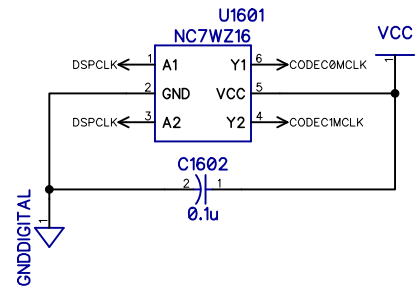 U1601
NC7WZ16
VCC
1
DSPCLK 1 A1 Y1 6 CODEC0MCLK
2 GND VCC 5
DSPCLK 3 A2 Y2 4 CODEC1MCLK
C1602
2 1
0.1u
1
GNDDIGITAL